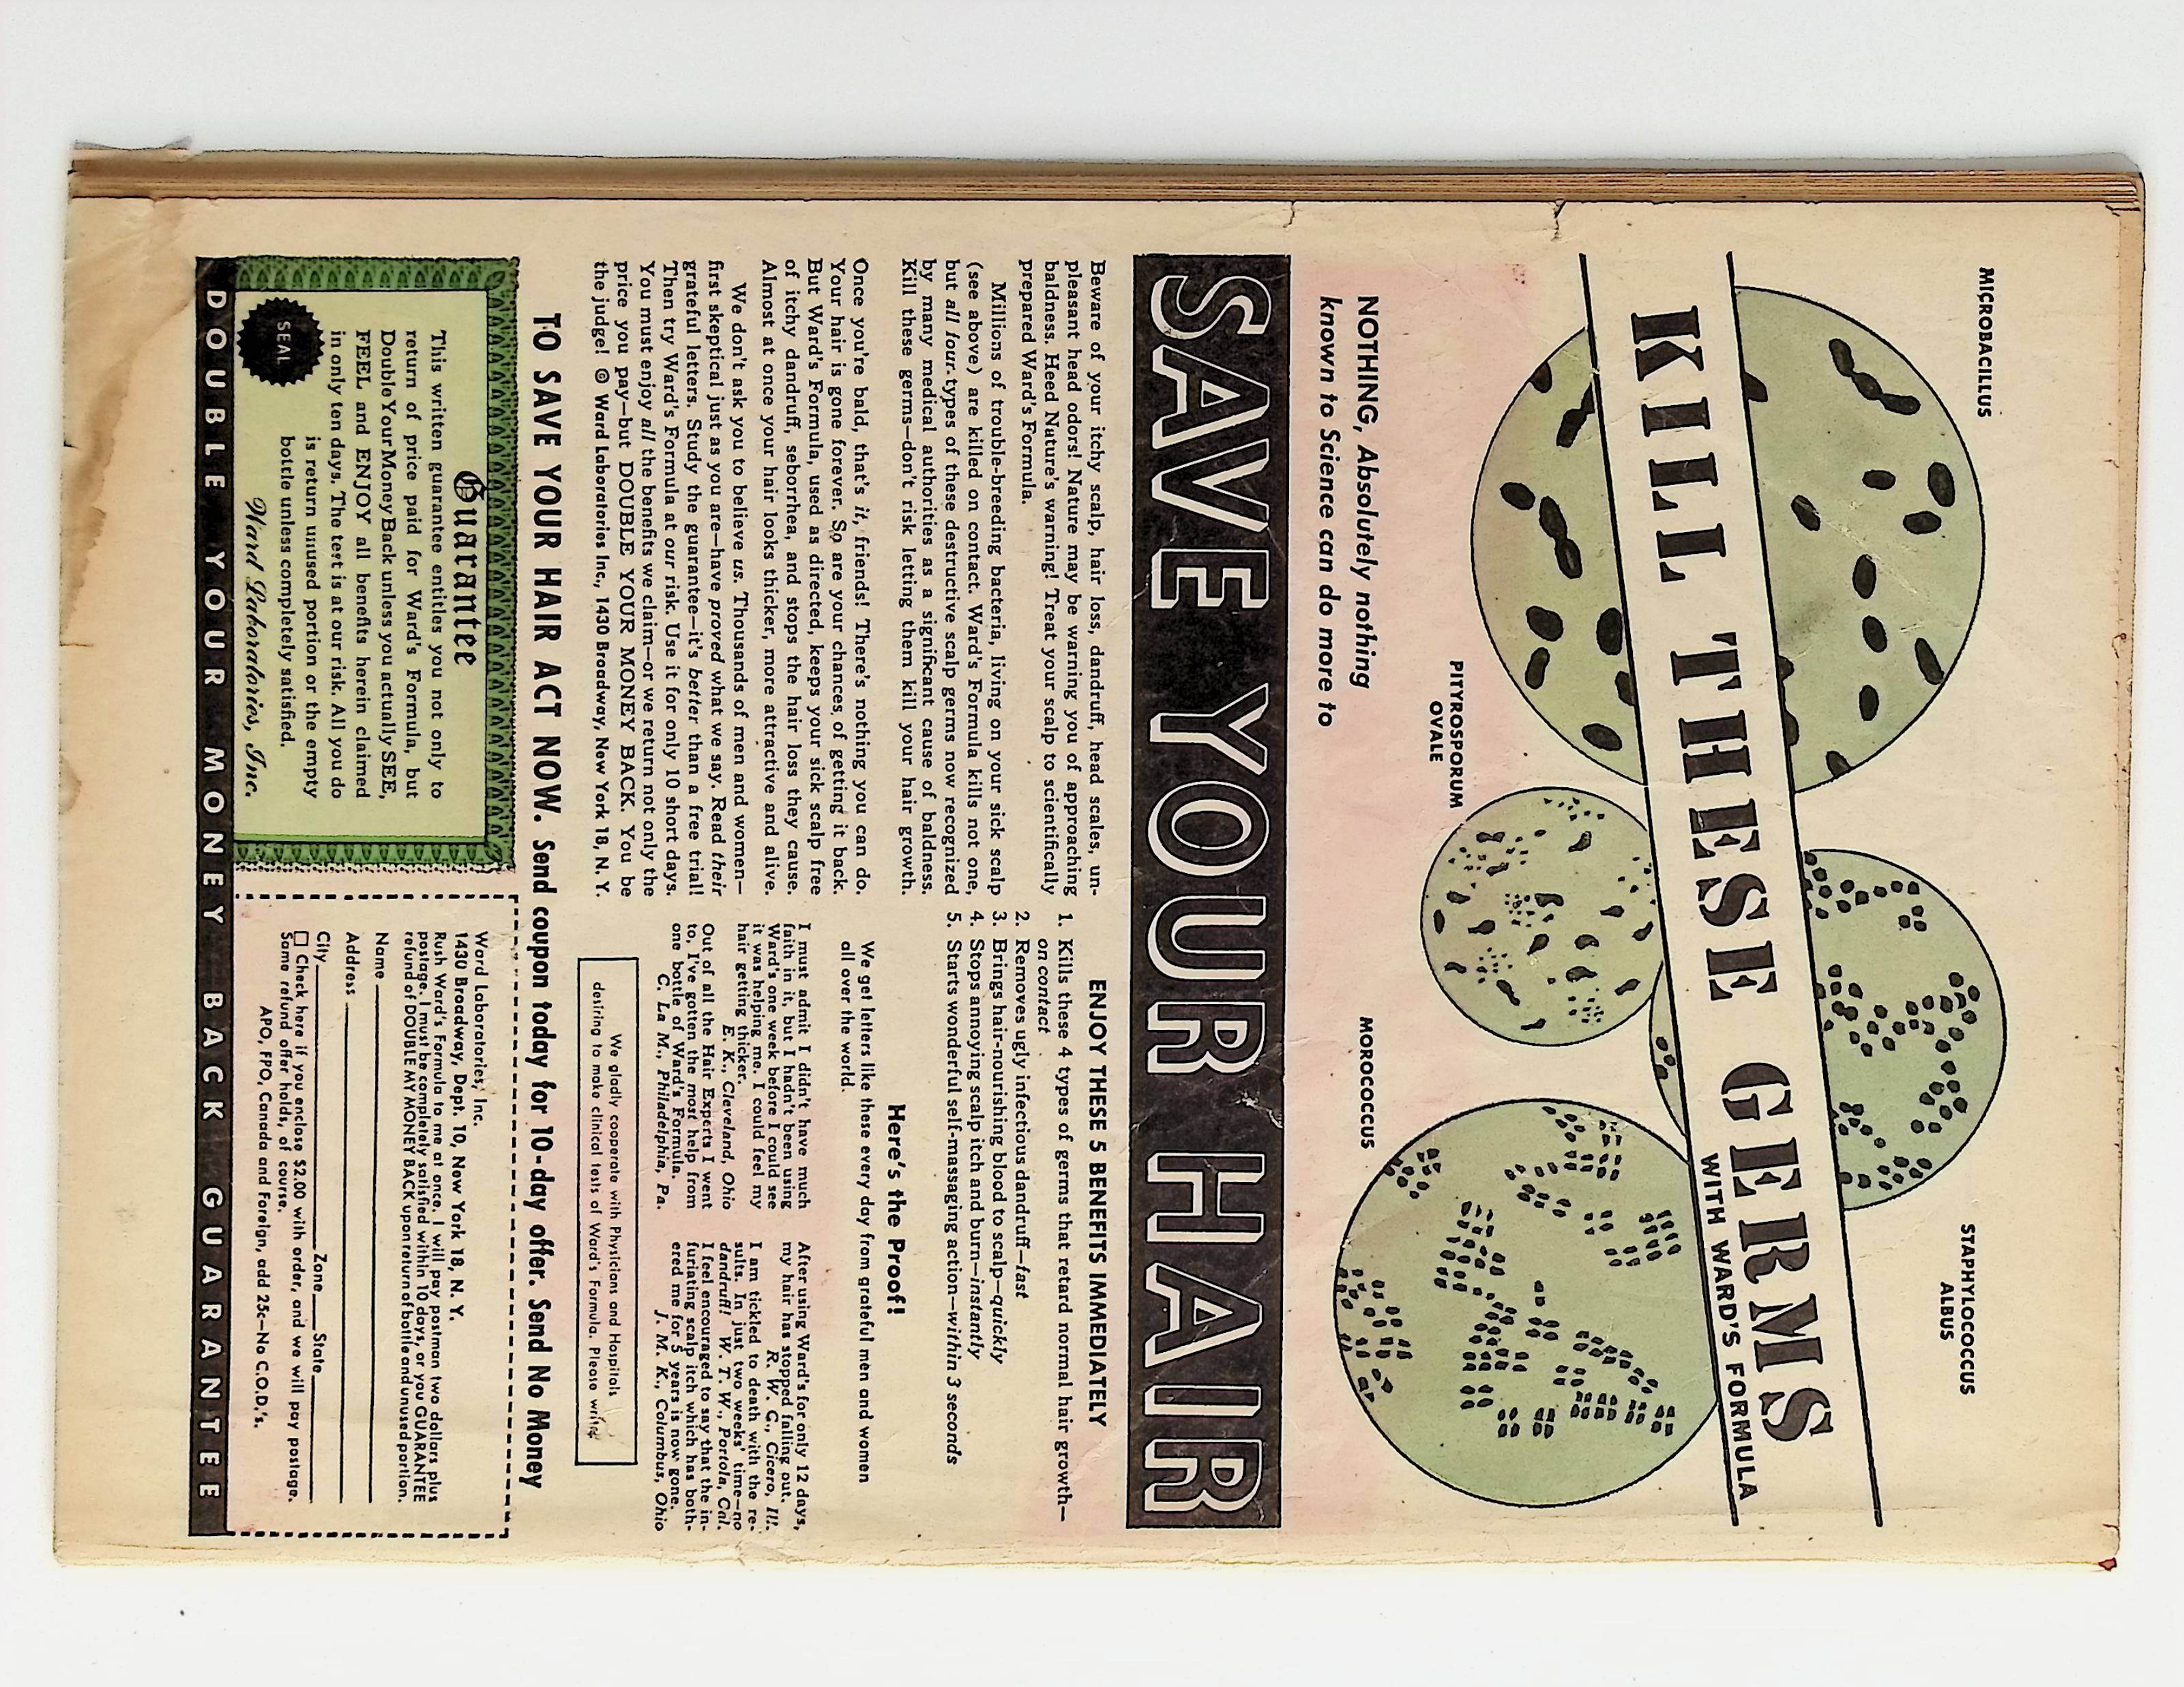 MICROBACILLUS
STAPHYLOCOCCUS
ALBUS
KILL THESE GERMS
WITH WARD'S FORMULA
PITYROSPORUM
OVALE
MOROCOCCUS
NOTHING, Absolutely nothing
known to Science can do more to
SAVE YOUR HAIR
Beware of your itchy scalp, hair loss, dandruff, head scales, un-
pleasant head odors! Nature may be warning you of approaching
baldness. Heed Nature's warning! Treat your scalp to scientifically
prepared Ward's Formula.
Millions of trouble-breeding bacteria, living on your sick scalp
(see above) are killed on contact. Ward's Formula kills not one,
but all four types of these destructive scalp germs now recognized
by many medical authorities as a significant cause of baldness.
Kill these germs—don't risk letting them kill your hair growth.
ENJOY THESE 5 BENEFITS IMMEDIATELY
1. Kills these 4 types of germs that retard normal hair growth—
on contact
2. Removes ugly infectious dandruff—fast
3. Brings hair-nourishing blood to scalp—quickly
4. Stops annoying scalp itch and burn—instantly
5. Starts wonderful self-massaging action—within 3 seconds
Once you're bald, that's it, friends! There's nothing you can do.
Your hair is gone forever. So are your chances of getting it back.
But Ward's Formula, used as directed, keeps your sick scalp free
of itchy dandruff, seborrhea, and stops the hair loss they cause.
Almost at once your hair looks thicker, more attractive and alive.
We don't ask you to believe us. Thousands of men and women—
first skeptical just as you are—have proved what we say. Read their
grateful letters. Study the guarantee—it's better than a free trial!
Then try Ward's Formula at our risk. Use it for only 10 short days.
You must enjoy all the benefits we claim—or we return not only the
price you pay—but DOUBLE YOUR MONEY BACK. You be
the judge! © Ward Laboratories Inc., 1430 Broadway, New York 18, N. Y.
Here's the Proof!
We get letters like these every day from grateful men and women
all over the world.
I must admit I didn't have much
faith in it, but I hadn't been using
Ward's one week before I could see
it was helping me. I could feel my
hair getting thicker.
E. K., Cleveland, Ohio
Out of all the Hair Experts I went
to, I've gotten the most help from
one bottle of Ward's Formula.
C. La M., Philadelphia, Pa.
After using Ward's for only 12 days,
my hair has stopped falling out.
R. W. C., Cicero, Ill.
I am tickled to death with the re-
sults. In just two weeks' time—no
dandruff! W. T. W., Portola, Cal.
I feel encouraged to say that the in-
furiating scalp itch which has both-
ered me for 5 years is now gone.
J. M. K., Columbus, Ohio
We gladly cooperate with Physicians and Hospitals
desiring to make clinical tests of Ward's Formula. Please write.
TO SAVE YOUR HAIR ACT NOW. Send coupon today for 10-day offer. Send No Money
Guarantee
This written guarantee entitles you not only to
return of price paid for Ward's Formula, but
Double Your Money Back unless you actually SEE,
FEEL and ENJOY all benefits herein claimed
in only ten days. The test is at our risk. All you do
is return unused portion or the empty
bottle unless completely satisfied.
Ward Laboratories, Inc.
SEAL
Ward Laboratories, Inc.
1430 Broadway, Dept. 10, New York 18, N. Y.
Rush Ward's Formula to me at once. I will pay postman two dollars plus
postage. I must be completely satisfied within 10 days, or you GUARANTEE
refund of DOUBLE MY MONEY BACK upon return of bottle and unused portion.
Name
Address
City Zone State
☐ Check here if you enclose $2.00 with order, and we will pay postage.
Same refund offer holds, of course.
APO, FPO, Canada and Foreign, add 25c—No C.O.D.'s.
DOUBLE YOUR MONEY BACK GUARANTEE